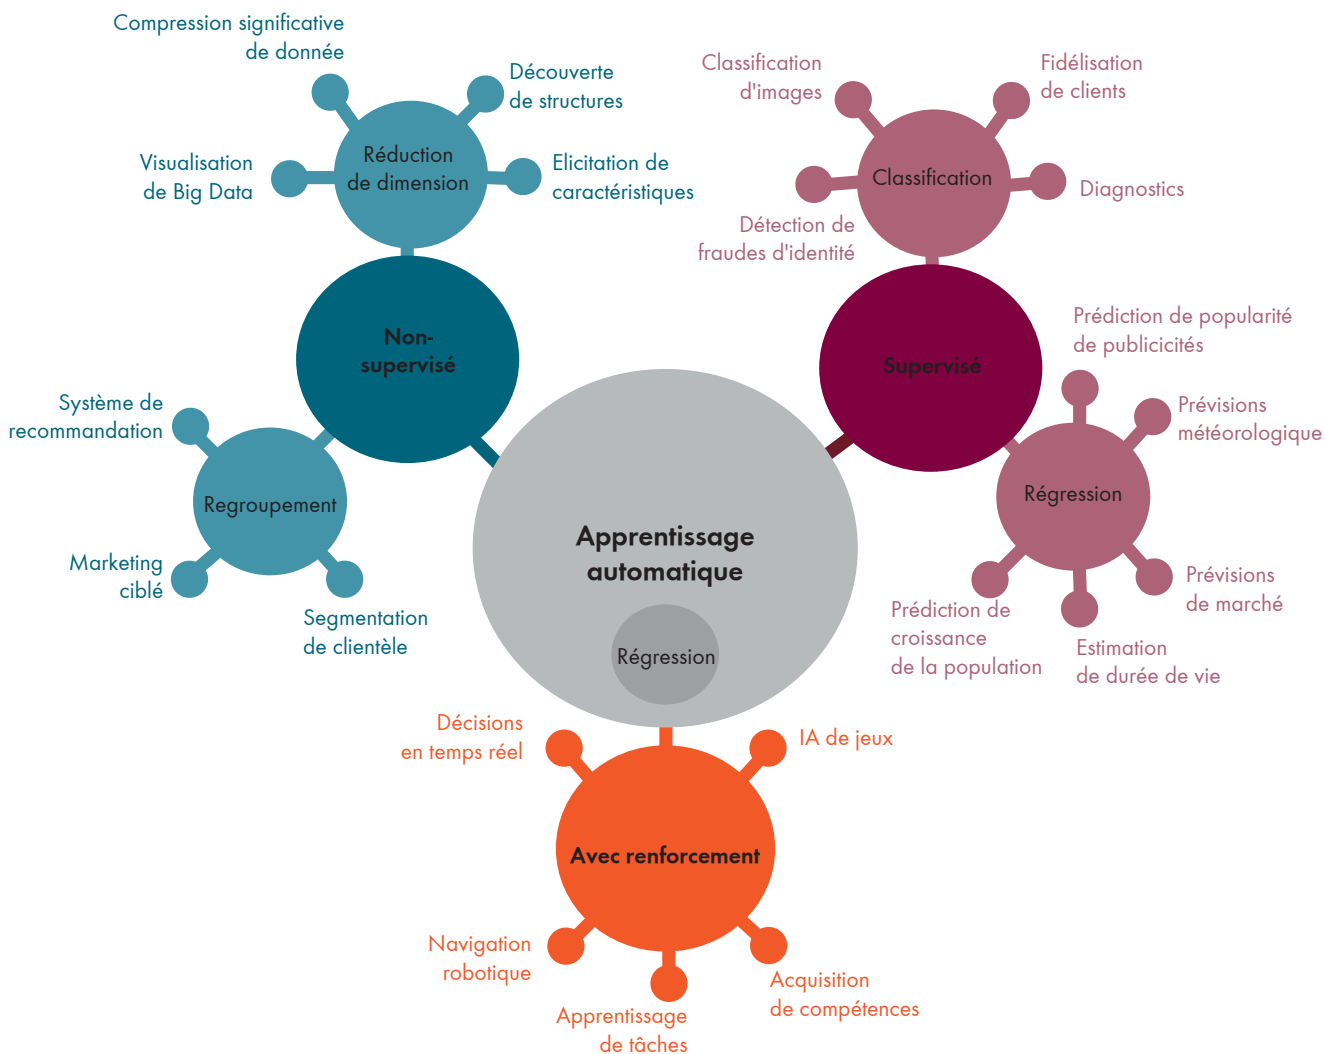 Compression significative
de donnée
Découverte
de structures
Réduction
de dimension
Visualisation
de Big Data
Elicitation de
caractéristiques
Classification
d'images
Fidélisation
de clients
Classification
Diagnostics
Détection de
fraudes d'identité
Non-
supervisé
Supervisé
Prédiction de popularité
de publicicités
Prévisions
météorologique
Système de
recommandation
Regroupement
Régression
Marketing
ciblé
Segmentation
de clientèle
Apprentissage
automatique
Régression
Prévisions
de marché
Prédiction de
croissance
de la population
Estimation
de durée de vie
Décisions
en temps réel
IA de jeux
Avec renforcement
Navigation
robotique
Apprentissage
de tâches
Acquisition
de compétences